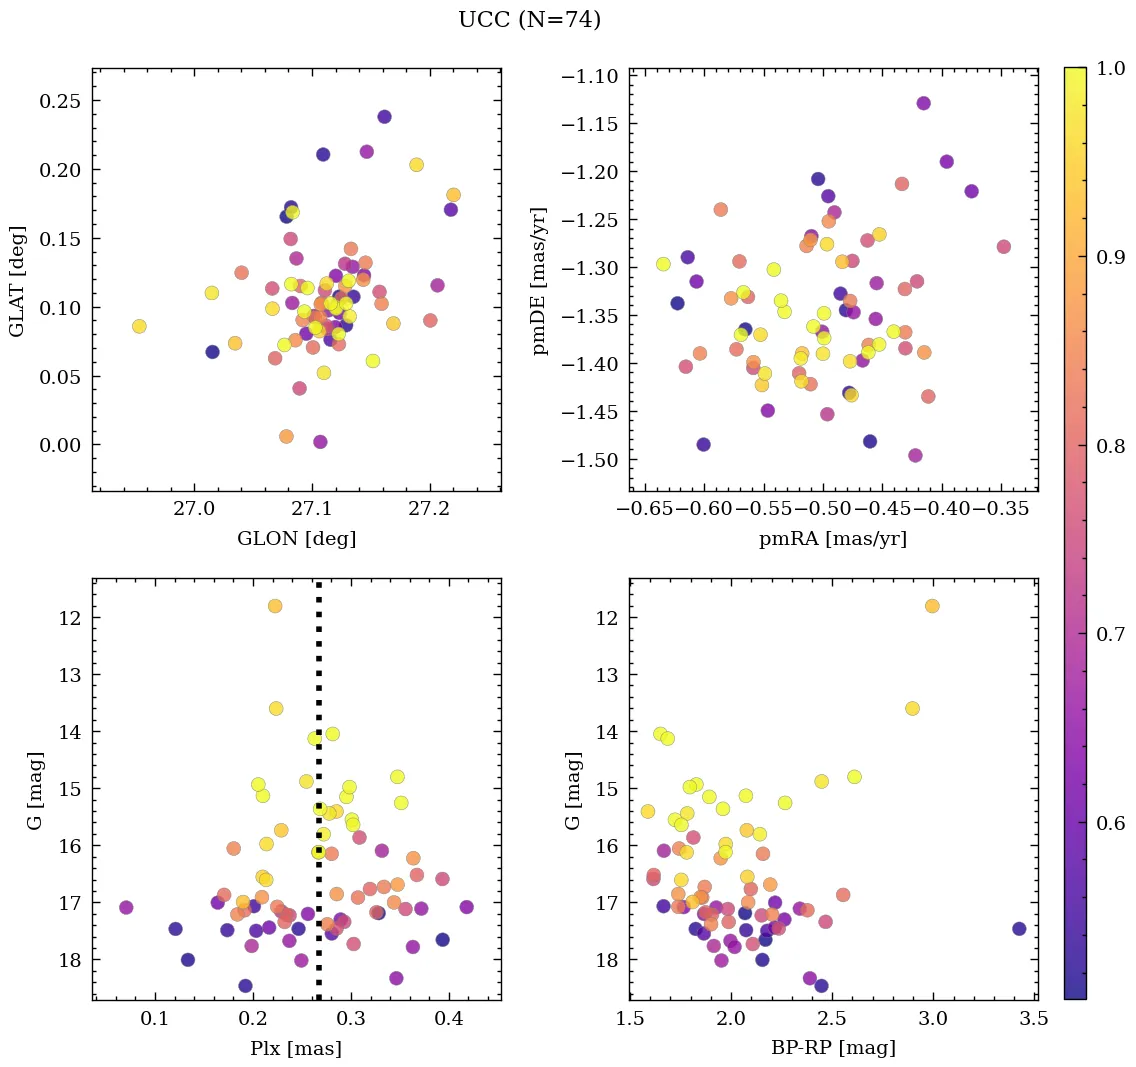 UCC (N=74)
0.25
0.20
0.15
0.10
0.05
0.00
GLAT [deg]
27.0 27.1 27.2
GLON [deg]
−1.10
−1.15
−1.20
−1.25
−1.30
−1.35
−1.40
−1.45
−1.50
pmDE [mas/yr]
−0.65 −0.60 −0.55 −0.50 −0.45 −0.40 −0.35
pmRA [mas/yr]
12
13
14
15
16
17
18
G [mag]
0.1 0.2 0.3 0.4
Plx [mas]
12
13
14
15
16
17
18
G [mag]
1.5 2.0 2.5 3.0 3.5
BP-RP [mag]
1.0
0.9
0.8
0.7
0.6